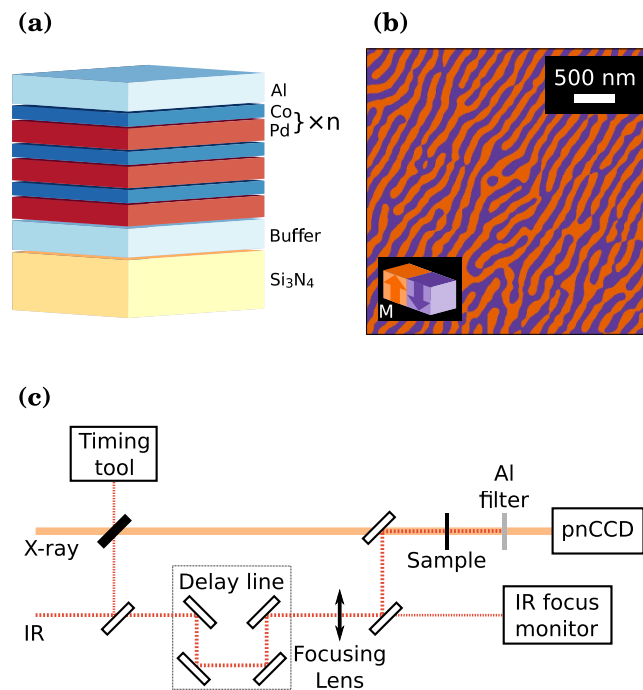 (a)
Al
Co
Pd
}×n
Buffer
Si₃N₄
(b)
500 nm
M
(c)
Timing
tool
X-ray
IR
Delay line
Focusing
Lens
Sample
Al
filter
pnCCD
IR focus
monitor